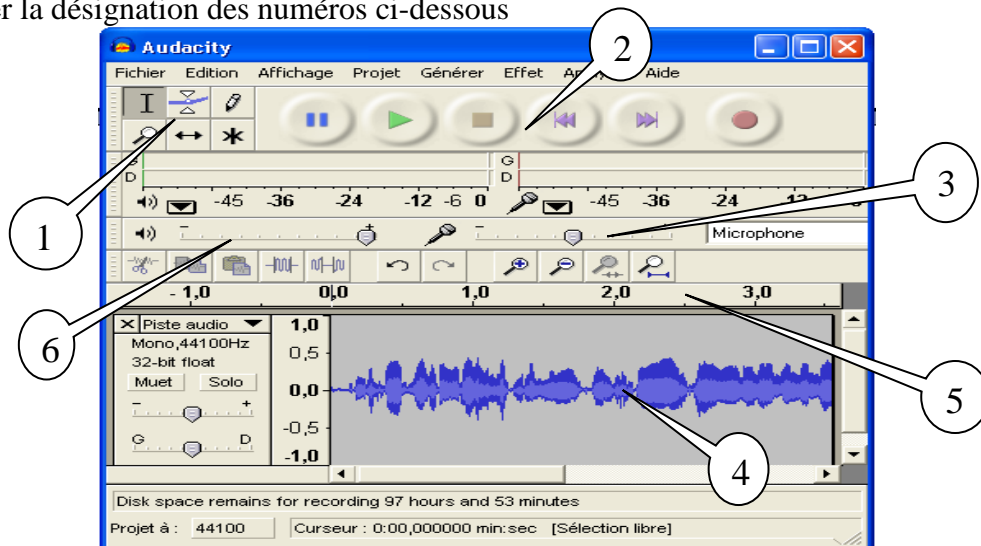 er la désignation des numéros ci-dessous
Audacity
2
Fichier Edition Affichage Projet Générer Effet Aide
G
D
G
D
-45 -36 -24 -12 -6 0
-45 -36 -24 -12
3
1
- +
- +
Microphone
- 1,0 0,0 1,0 2,0 3,0
6
Piste audio
Mono,44100Hz
32-bit float
Muet Solo
- +
G D
1,0
0,5
0,0
-0,5
-1,0
5
4
Disk space remains for recording 97 hours and 53 minutes
Projet à : 44100 Curseur : 0:00,000000 min:sec [Sélection libre]